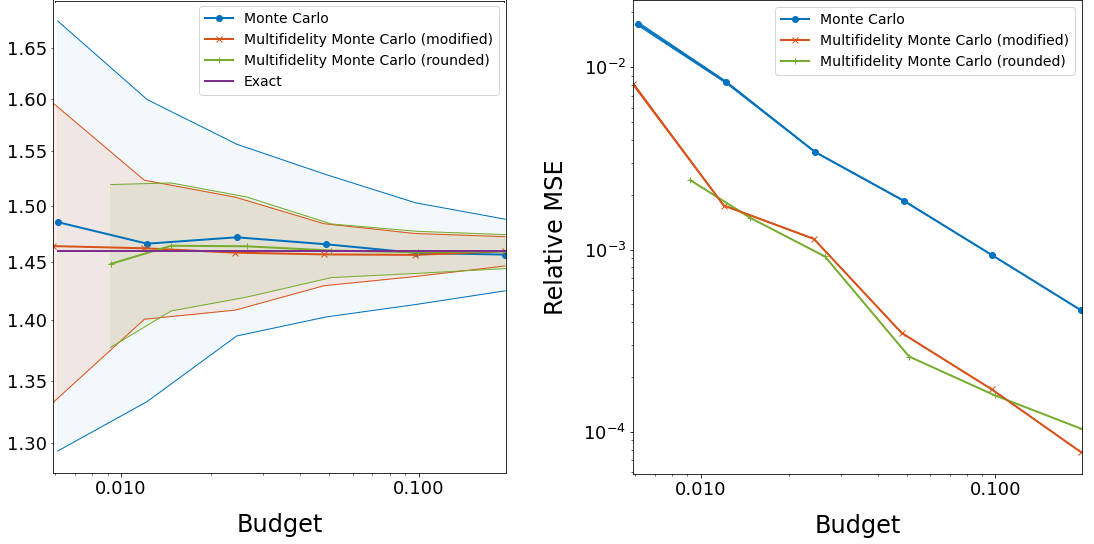 Monte Carlo
Multifidelity Monte Carlo (modified)
Multifidelity Monte Carlo (rounded)
Exact
1.65
1.60
1.55
1.50
1.45
1.40
1.35
1.30
0.010
0.100
Budget
Monte Carlo
Multifidelity Monte Carlo (modified)
Multifidelity Monte Carlo (rounded)
Relative MSE
10⁻²
10⁻³
10⁻⁴
0.010
0.100
Budget